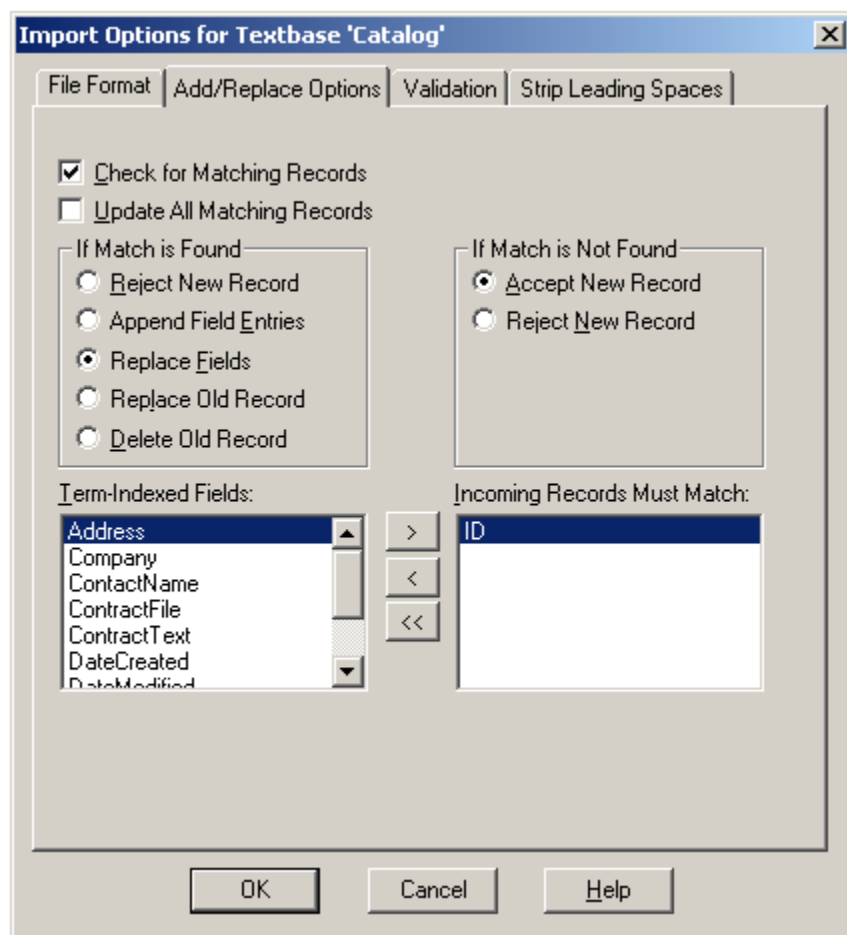 Import Options for Textbase 'Catalog'
File Format Add/Replace Options Validation Strip Leading Spaces
Check for Matching Records
Update All Matching Records
If Match is Found
Reject New Record
Append Field Entries
Replace Fields
Replace Old Record
Delete Old Record
If Match is Not Found
Accept New Record
Reject New Record
Term-Indexed Fields:
Address
Company
ContactName
ContractFile
ContractText
DateCreated
DateModified
>
<
<<
Incoming Records Must Match:
ID
OK Cancel Help